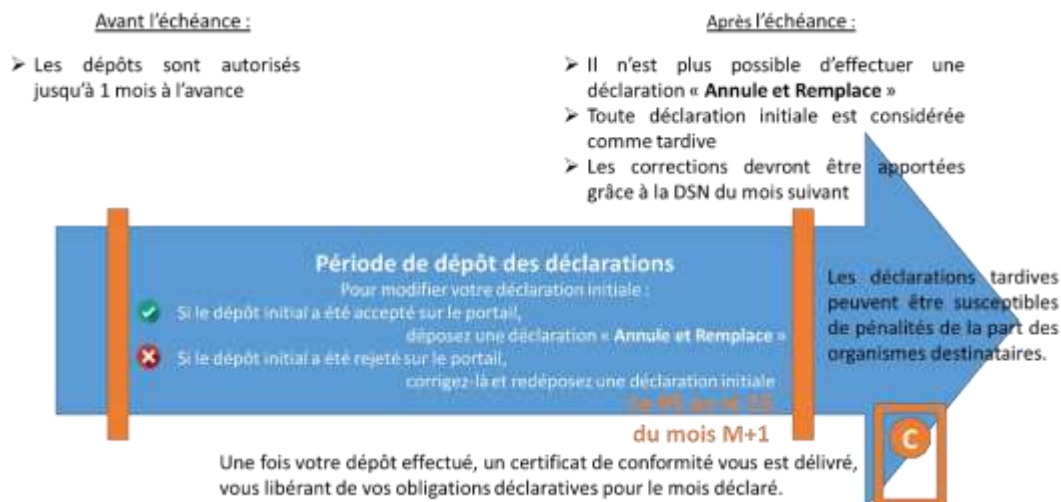 Avant l’échéance :
➤ Les dépôts sont autorisés
jusqu’à 1 mois à l’avance
Après l’échéance :
➤ Il n’est plus possible d’effectuer une
déclaration « Annule et Remplace »
➤ Toute déclaration initiale est considérée
comme tardive
➤ Les corrections devront être apportées
grâce à la DSN du mois suivant
Période de dépôt des déclarations
Pour modifier votre déclaration initiale :
Si le dépôt initial a été accepté sur le portail,
déposez une déclaration « Annule et Remplace »
Si le dépôt initial a été rejeté sur le portail,
corrigez-là et redéposez une déclaration initiale
du mois M+1
Les déclarations tardives
peuvent être susceptibles
de pénalités de la part des
organismes destinataires.
C
Une fois votre dépôt effectué, un certificat de conformité vous est délivré,
vous libérant de vos obligations déclaratives pour le mois déclaré.